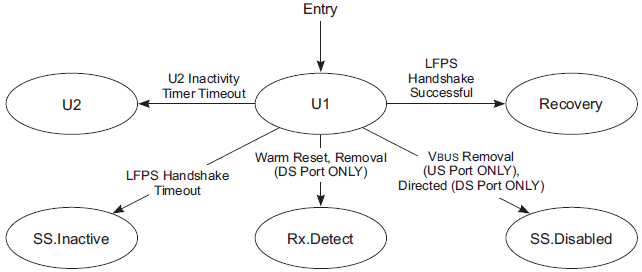 Entry
U2 Inactivity
Timer Timeout
LFPS
Handshake
Successful
U2
U1
Recovery
LFPS Handshake
Timeout
Warm Reset, Removal
(DS Port ONLY)
VBUS Removal
(US Port ONLY),
Directed (DS Port ONLY)
SS.Inactive
Rx.Detect
SS.Disabled